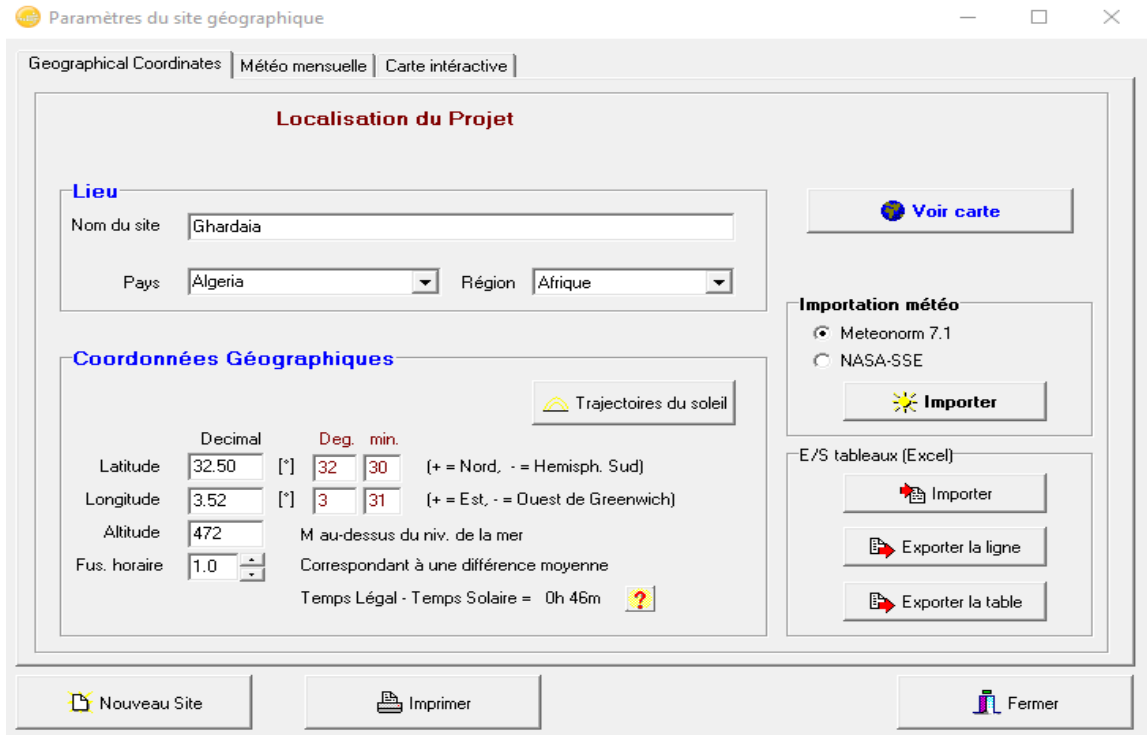 Paramètres du site géographique
Geographical Coordinates Météo mensuelle Carte intéractive
Localisation du Projet
Lieu
Nom du site Ghardaia
Pays Algeria Région Afrique
Voir carte
Importation météo
Meteonorm 7.1
NASA-SSE
Importer
Coordonnées Géographiques
Trajectoires du soleil
Decimal Deg. min.
Latitude 32.50 [°] 32 30 (+ = Nord, - = Hemisph. Sud)
Longitude 3.52 [°] 3 31 (+ = Est, - = Ouest de Greenwich)
Altitude 472 M au-dessus du niv. de la mer
Fus. horaire 1.0 Correspondant à une différence moyenne
Temps Légal - Temps Solaire = 0h 46m ?
E/S tableaux (Excel)
Importer
Exporter la ligne
Exporter la table
Nouveau Site Imprimer Fermer